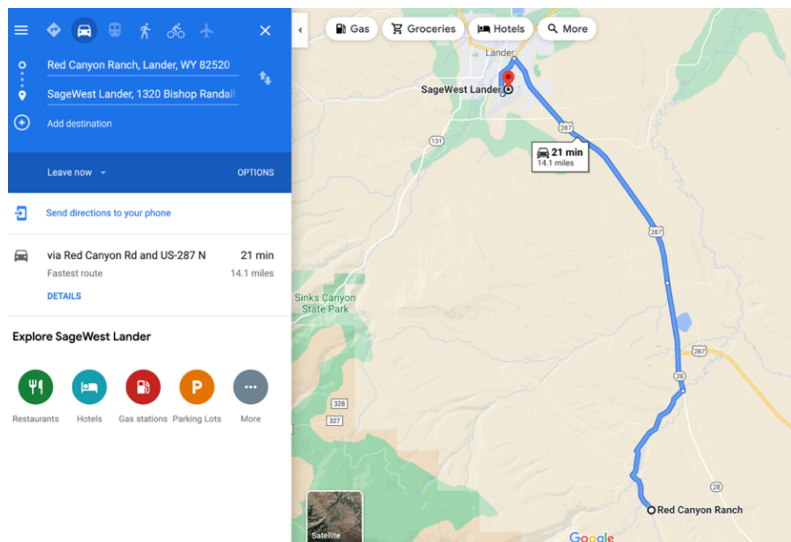 Red Canyon Ranch, Lander, WY 82520
SageWest Lander, 1320 Bishop Randall
Add destination
Leave now
OPTIONS
Send directions to your phone
via Red Canyon Rd and US-287 N
21 min
Fastest route
14.1 miles
DETAILS
Explore SageWest Lander
P
Restaurants
Hotels
Gas stations
Parking Lots
More
Gas
Groceries
Hotels
More
Lander
SageWest Lander
287
131
21 min
14.1 miles
287
Sinks Canyon
State Park
287
28
328
327
28
Red Canyon Ranch
Satellite
Google